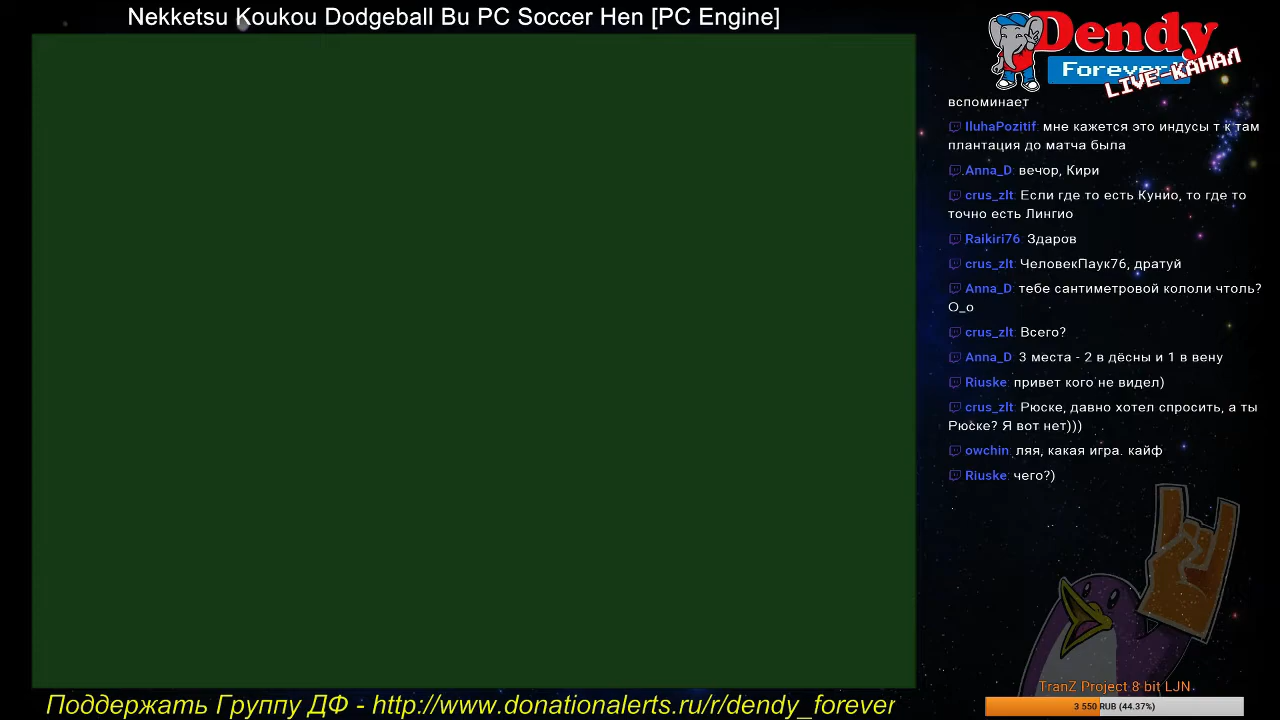 Nekketsu Koukou Dodgeball Bu PC Soccer Hen [PC Engine]
Dendy
Forever
LIVE-КАНАЛ
вспоминает
IluhaPozitif: мне кажется это индусы т к там
плантация до матча была
Anna_D: вечор, Кири
crus_zlt: Если где то есть Кунио, то где то
точно есть Лингио
Raikiri76: Здаров
crus_zlt: ЧеловекПаук76, дратуй
Anna_D: тебе сантиметровой кололи чтоль?
O_o
crus_zlt: Всего?
Anna_D: 3 места - 2 в дёсны и 1 в вену
Riuske: привет кого не видел)
crus_zlt: Рюске, давно хотел спросить, а ты
Рюске? Я вот нет)))
owchin: ляя, какая игра. кайф
Riuske: чего?)
TranZ Project 8 bit LJN
3 550 RUB (44.37%)
Поддержать Группу ДФ - http://www.donationalerts.ru/r/dendy_forever